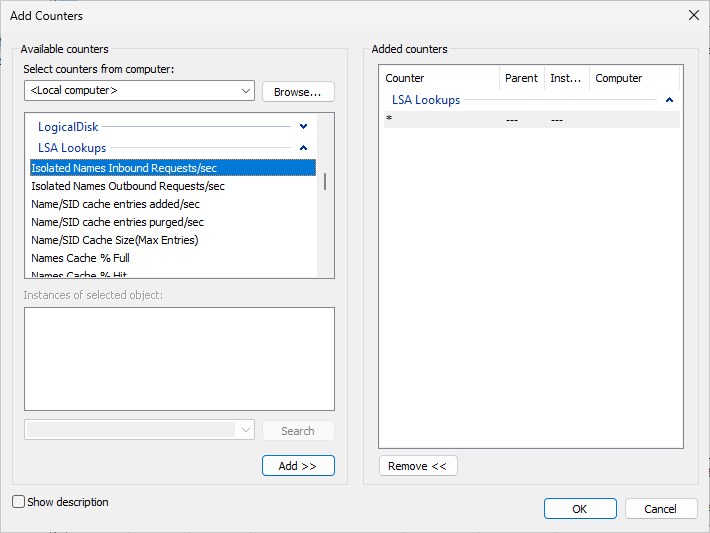 Add Counters
Available counters
Select counters from computer:
<Local computer>
Browse...
LogicalDisk
LSA Lookups
Isolated Names Inbound Requests/sec
Isolated Names Outbound Requests/sec
Name/SID cache entries added/sec
Name/SID cache entries purged/sec
Name/SID Cache Size(Max Entries)
Names Cache % Full
Names Cache % Hit
Instances of selected object:
Search
Add >>
Show description
Added counters
Counter Parent Inst... Computer
LSA Lookups
* --- ---
Remove <<
OK
Cancel